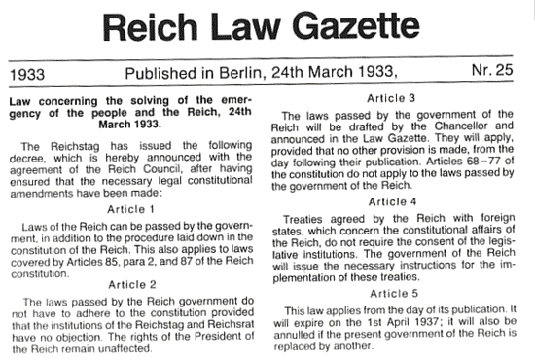 Reich Law Gazette
1933 Published in Berlin, 24th March 1933, Nr. 25
Law concerning the solving of the emer-
gency of the people and the Reich, 24th
March 1933.
The Reichstag has issued the following
decree, which is hereby announced with the
agreement of the Reich Council, after having
ensured that the necessary legal constitutional
amendments have been made:
Article 1
Laws of the Reich can be passed by the govern-
ment, in addition to the procedure laid down in the
constitution of the Reich. This also applies to laws
covered by Articles 85, para 2, and 87 of the Reich
constitution.
Article 2
The laws passed by the Reich government do
not have to adhere to the constitution provided
that the institutions of the Reichstag and Reichsrat
have no objection. The rights of the President of
the Reich remain unaffected.
Article 3
The laws passed by the government of the
Reich will be drafted by the Chancellor and
announced in the Law Gazette. They will apply,
provided that no other provision is made, from the
day following their publication. Articles 68–77 of
the constitution do not apply to the laws passed by
the government of the Reich.
Article 4
Treaties agreed by the Reich with foreign
states, which concern the constitutional affairs of
the Reich, do not require the consent of the legis-
lative institutions. The government of the Reich
will issue the necessary instructions for the im-
plementation of these treaties.
Article 5
This law applies from the day of its publication. It
will expire on the 1st April 1937; it will also be
annulled if the present government of the Reich is
replaced by another.